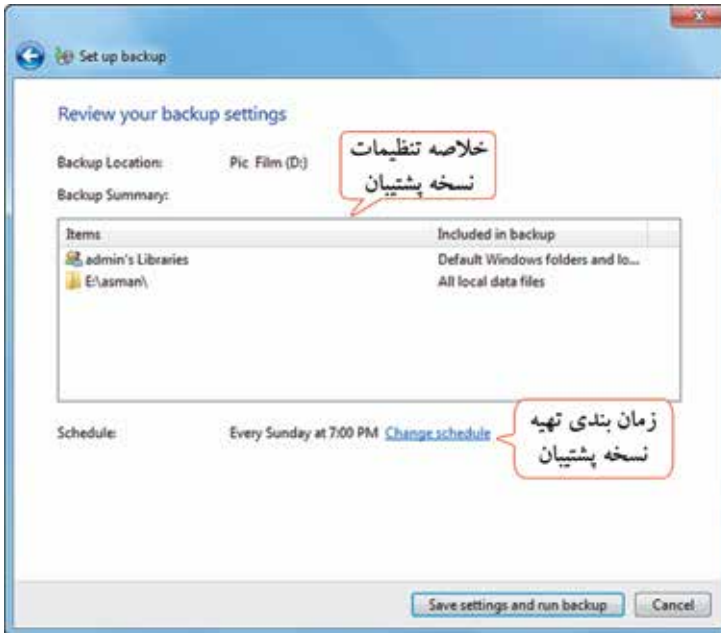 Set up backup
Review your backup settings
Backup Location: Pic Film (D:)
خلاصه تنظیمات
نسخه پشتیبان
Backup Summary:
Items Included in backup
admin's Libraries Default Windows folders and lo...
E:\asman\ All local data files
Schedule: Every Sunday at 7:00 PM Change schedule
زمان بندی تهیه
نسخه پشتیبان
Save settings and run backup Cancel